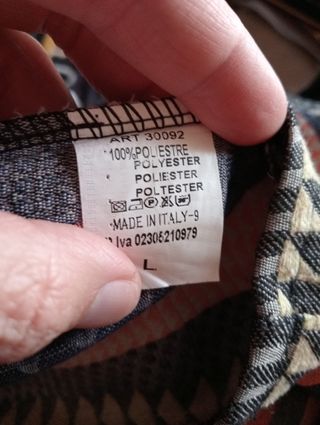 ART 30092
100%POLIESTRE
POLYESTER
POLIESTER
POLTESTER
MADE IN ITALY-9
Iva 02305210979
L